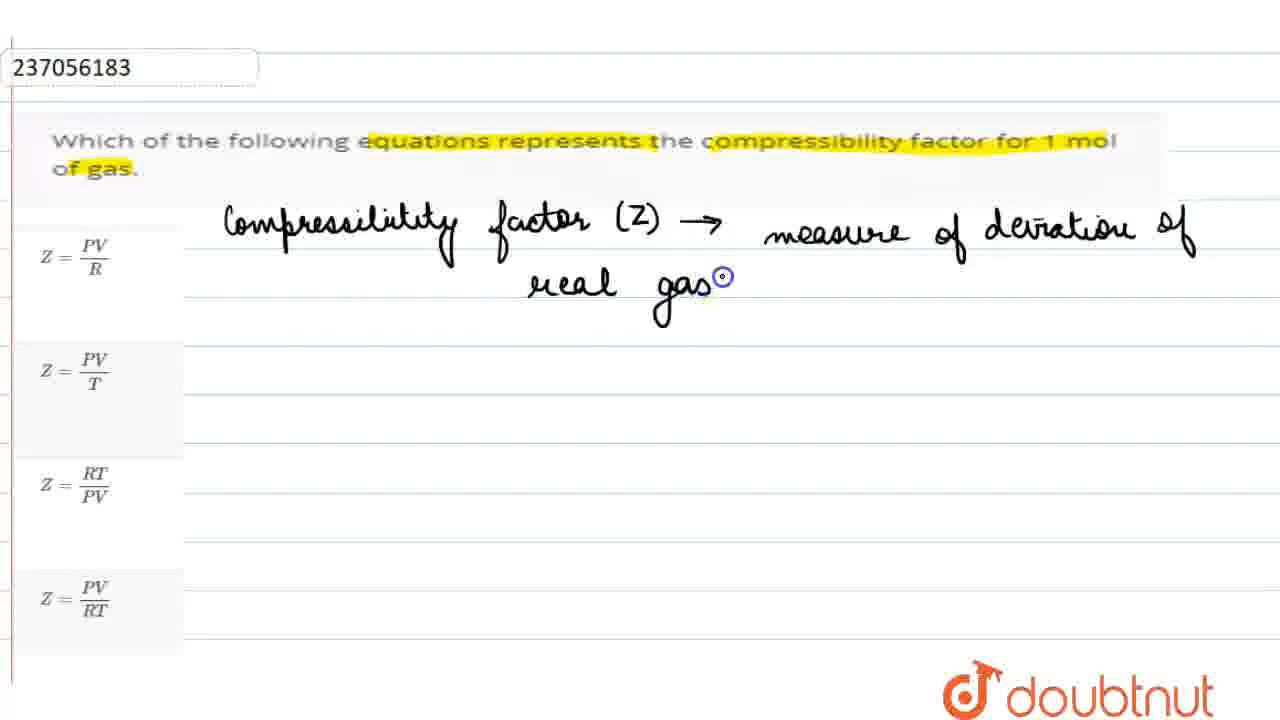 237056183
Which of the following equations represents the compressibility factor for 1 mol
of gas.
Compressibility factor (Z) → measure of deviation of
real gas
Z = PV/R
Z = PV/T
Z = RT/PV
Z = PV/RT
doubtnut